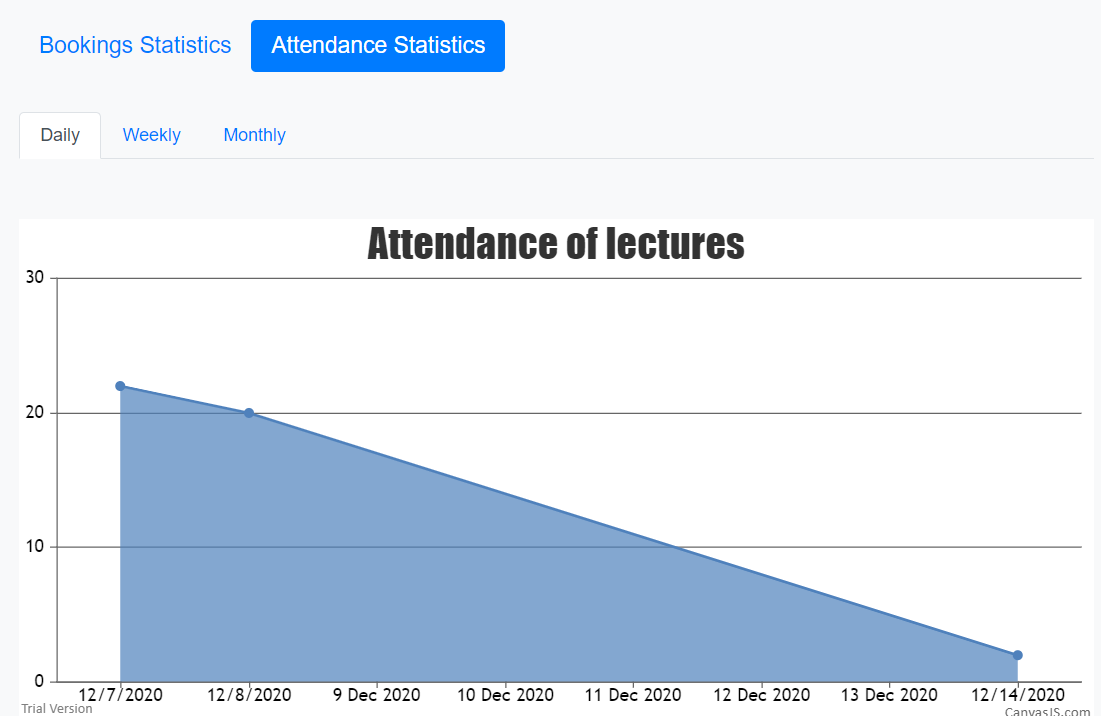 Bookings Statistics Attendance Statistics
Daily Weekly Monthly
Attendance of lectures
30
20
10
0
12/7/2020 12/8/2020 9 Dec 2020 10 Dec 2020 11 Dec 2020 12 Dec 2020 13 Dec 2020 12/14/2020
Trial Version CanvasJS.com